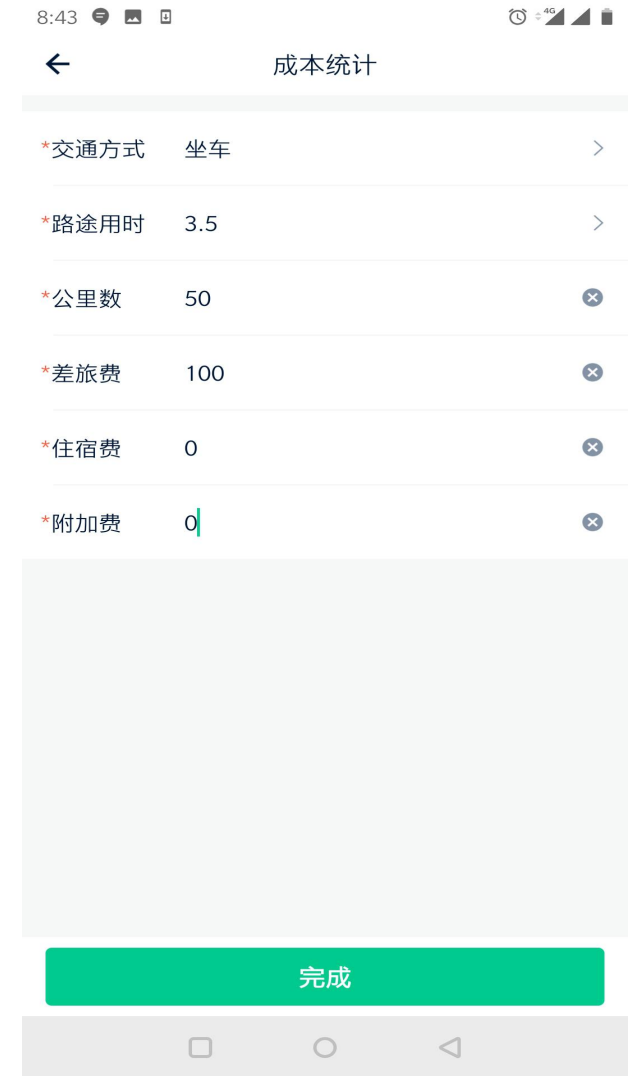 8:43
4G
成本统计
*交通方式 坐车
*路途用时 3.5
*公里数 50
*差旅费 100
*住宿费 0
*附加费 0
完成